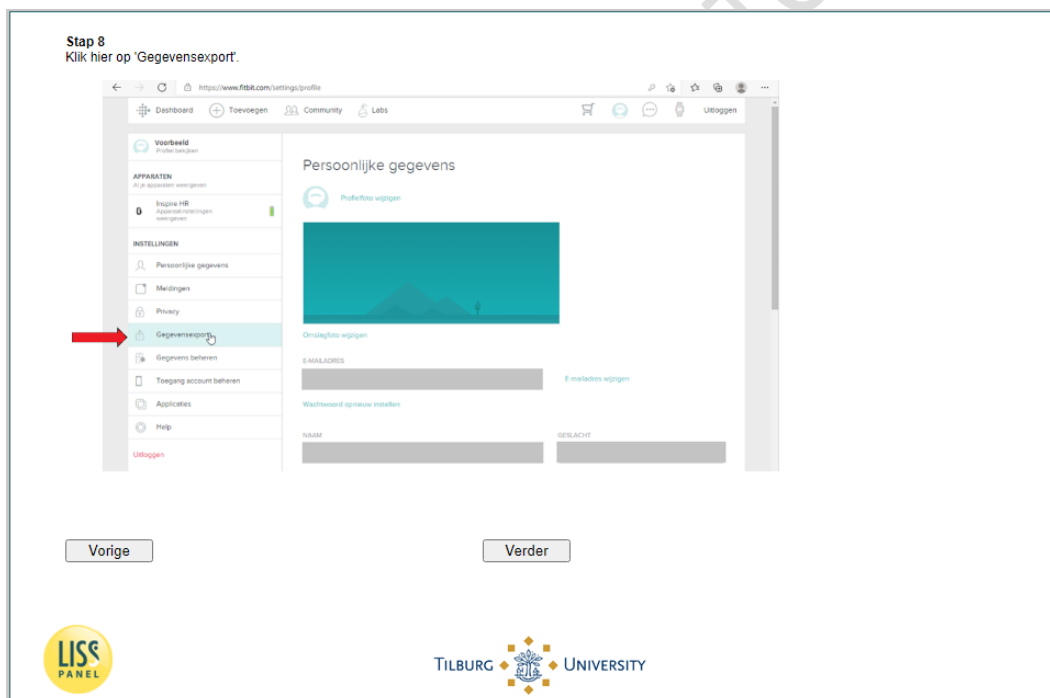 Stap 8
Klik hier op 'Gegevensexport'.
https://www.fitbit.com/settings/profile
Dashboard Toevoegen Community Labs Uitloggen
Voorbeeld
Profiel bekijken
APPARATEN
Al je apparaten weergeven
Inspire HR
Apparaatinstellingen
weergeven
INSTELLINGEN
Persoonlijke gegevens
Meldingen
Privacy
Gegevensexport
Gegevens beheren
Toegang account beheren
Applicaties
Help
Uitloggen
Persoonlijke gegevens
Profielfoto wijzigen
Omslagfoto wijzigen
E-MAILADRES
E-mailadres wijzigen
Wachtwoord opnieuw instellen
NAAM GESLACHT
Vorige Verder
LISS
PANEL
TILBURG UNIVERSITY